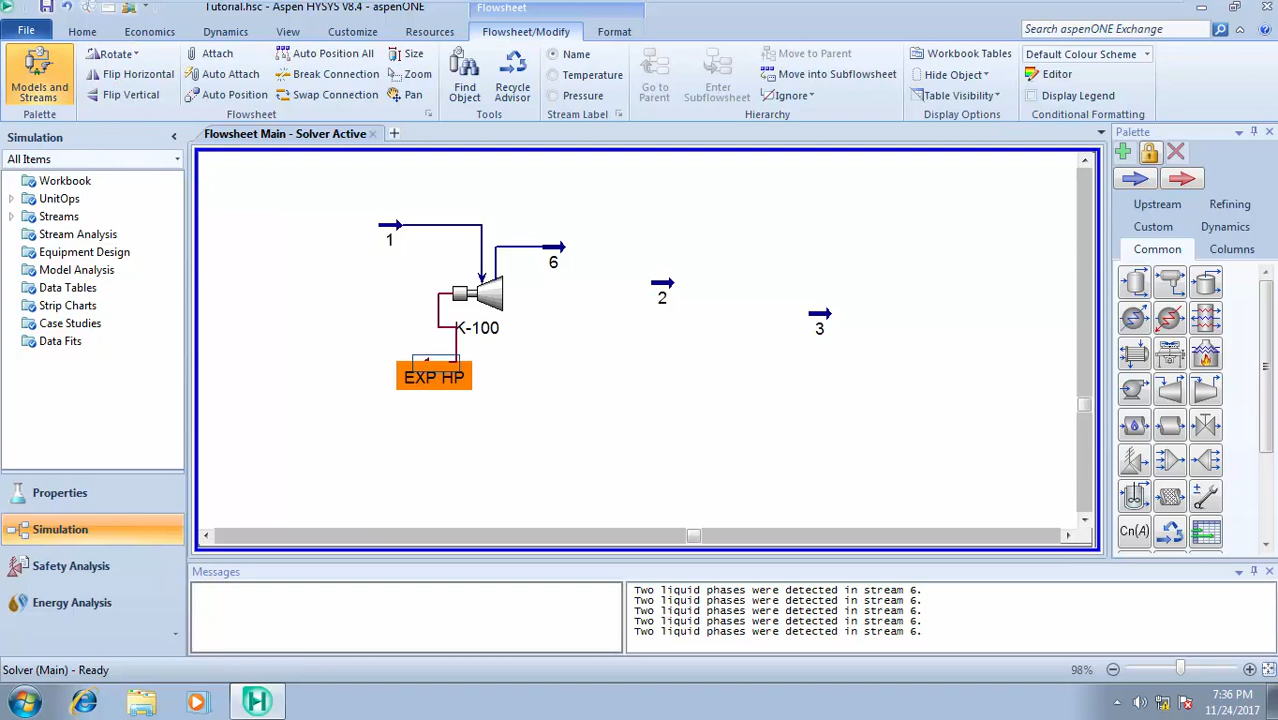 Tutorial.hsc - Aspen HYSYS V8.4 - aspenONE
Flowsheet
File
Home
Economics
Dynamics
View
Customize
Resources
Flowsheet/Modify
Format
Search aspenONE Exchange
Models and Streams
Palette
Rotate
Flip Horizontal
Flip Vertical
Attach
Auto Attach
Auto Position
Auto Position All
Break Connection
Swap Connection
Size
Zoom
Pan
Flowsheet
Find Object
Recycle Advisor
Tools
Name
Temperature
Pressure
Stream Label
Go to Parent
Enter Subflowsheet
Move to Parent
Move into Subflowsheet
Ignore
Hierarchy
Workbook Tables
Hide Object
Table Visibility
Display Options
Default Colour Scheme
Editor
Display Legend
Conditional Formatting
Simulation
All Items
Workbook
UnitOps
Streams
Stream Analysis
Equipment Design
Model Analysis
Data Tables
Strip Charts
Case Studies
Data Fits
Properties
Simulation
Safety Analysis
Energy Analysis
Flowsheet Main - Solver Active
1
6
2
3
K-100
EXP HP
Palette
Upstream
Refining
Custom
Dynamics
Common
Columns
Cn(A)
Messages
Two liquid phases were detected in stream 6.
Two liquid phases were detected in stream 6.
Two liquid phases were detected in stream 6.
Two liquid phases were detected in stream 6.
Two liquid phases were detected in stream 6.
Solver (Main) - Ready
98%
7:36 PM
11/24/2017